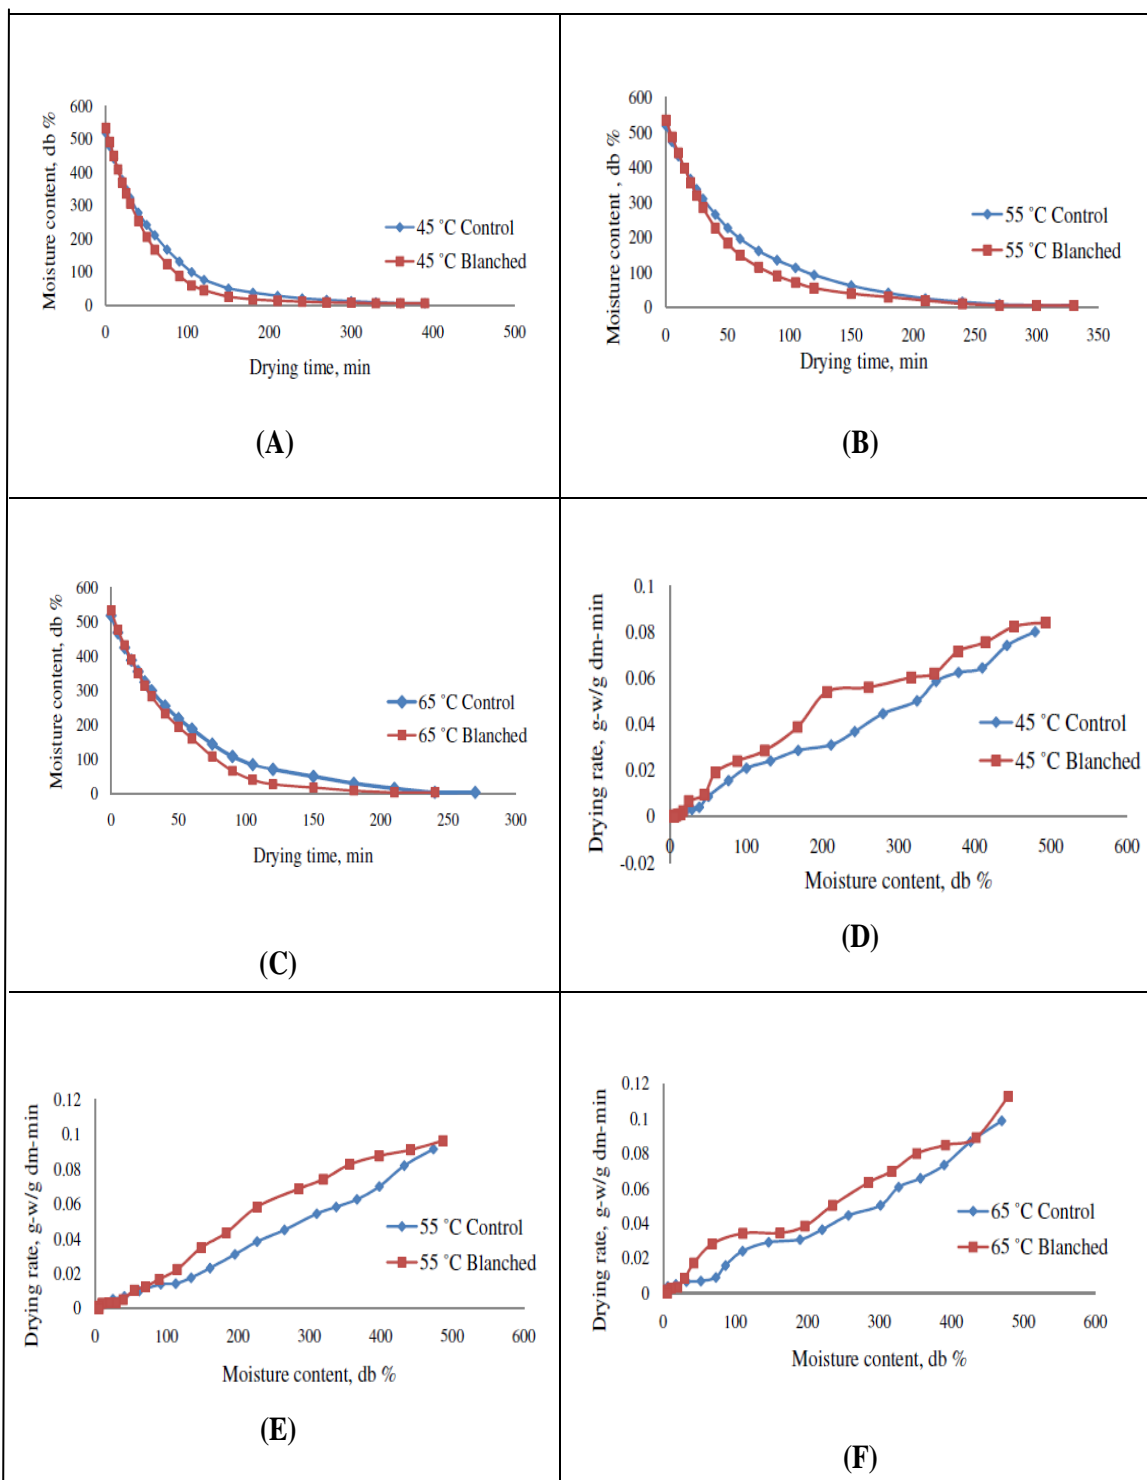 Moisture content, db %
600
500
400
300
200
100
0
0 100 200 300 400 500
Drying time, min
45 °C Control
45 °C Blanched
(A)
Moisture content , db %
600
500
400
300
200
100
0
0 50 100 150 200 250 300 350
Drying time, min
55 °C Control
55 °C Blanched
(B)
Moisture content, db %
600
500
400
300
200
100
0
0 50 100 150 200 250 300
Drying time, min
65 °C Control
65 °C Blanched
(C)
Drying rate, g-w/g dm-min
0.1
0.08
0.06
0.04
0.02
0
-0.02
0 100 200 300 400 500 600
Moisture content, db %
45 °C Control
45 °C Blanched
(D)
Drying rate, g-w/g dm-min
0.12
0.1
0.08
0.06
0.04
0.02
0
0 100 200 300 400 500 600
Moisture content, db %
55 °C Control
55 °C Blanched
(E)
Drying rate, g-w/g dm-min
0.12
0.1
0.08
0.06
0.04
0.02
0
0 100 200 300 400 500 600
Moisture content, db %
65 °C Control
65 °C Blanched
(F)